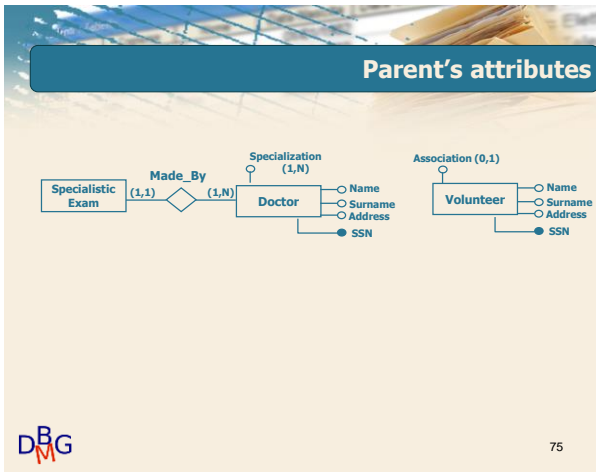 Parent's attributes
Specialization
(1,N)
Association (0,1)
Made_By
Specialistic
Exam
(1,1)
(1,N)
Doctor
Name
Surname
Address
SSN
Volunteer
Name
Surname
Address
SSN
DBMG
75